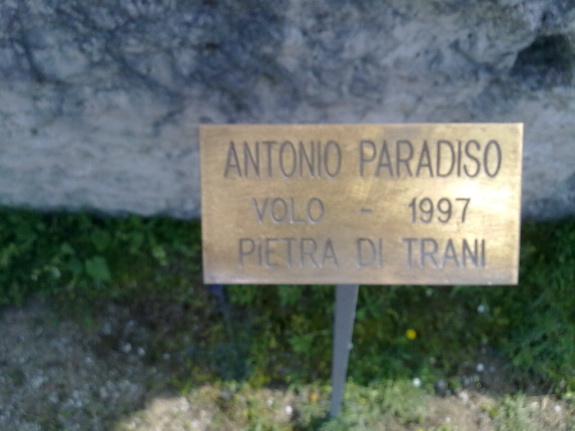 ANTONIO PARADISO
VOLO - 1997
PIETRA DI TRANI